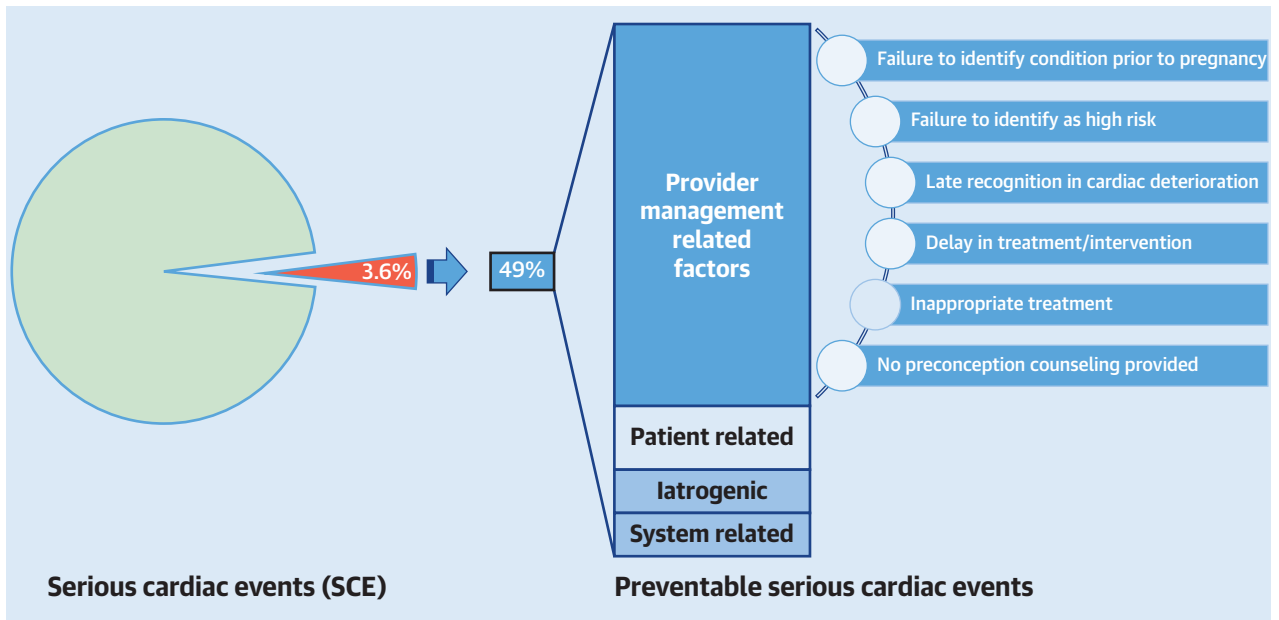 3.6%
49%
Provider
management
related
factors
Patient related
Iatrogenic
System related
Failure to identify condition prior to pregnancy
Failure to identify as high risk
Late recognition in cardiac deterioration
Delay in treatment/intervention
Inappropriate treatment
No preconception counseling provided
Serious cardiac events (SCE)
Preventable serious cardiac events